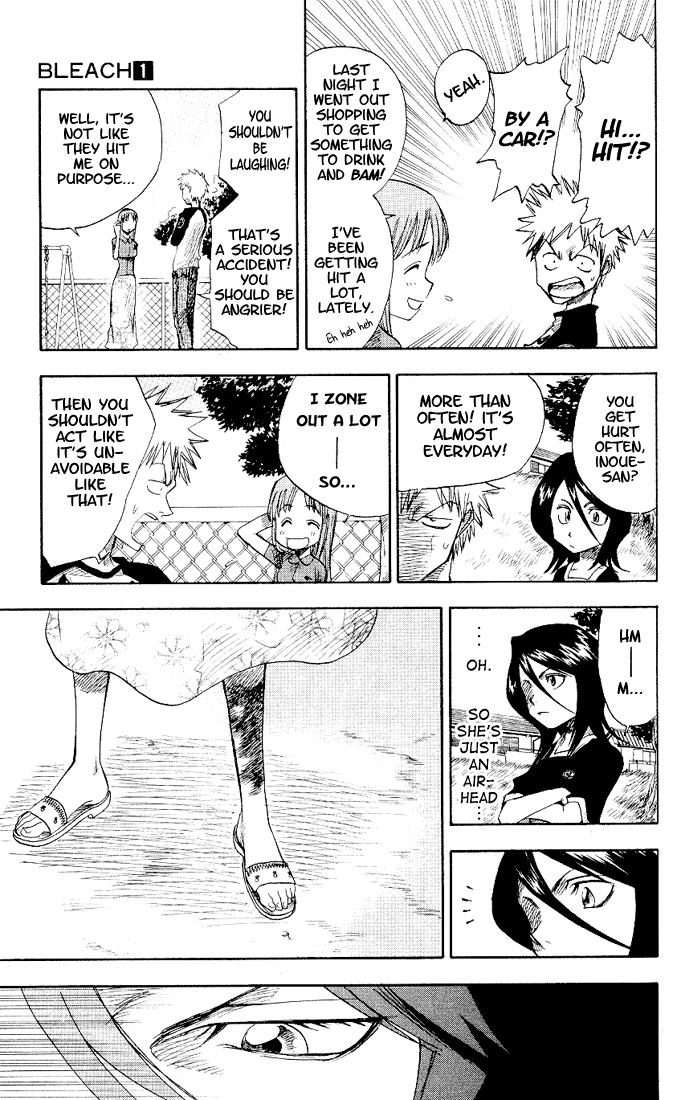 BLEACH 1
HI...
HIT!?
BY A
CAR!?
YEAH.
LAST
NIGHT I
WENT OUT
SHOPPING
TO GET
SOMETHING
TO DRINK
AND BAM!
I'VE
BEEN
GETTING
HIT A
LOT,
LATELY.
Eh heh heh
YOU
SHOULDN'T
BE
LAUGHING!
THAT'S
A SERIOUS
ACCIDENT!
YOU
SHOULD BE
ANGRIER!
WELL, IT'S
NOT LIKE
THEY HIT
ME ON
PURPOSE...
YOU
GET
HURT
OFTEN,
INOUE-
SAN?
MORE THAN
OFTEN! IT'S
ALMOST
EVERYDAY!
I ZONE
OUT A LOT
—
SO...
THEN YOU
SHOULDN'T
ACT LIKE
IT'S UN-
AVOIDABLE
LIKE
THAT!
HM
—
M...
...
OH.
SO
SHE'S
JUST
AN
AIR-
HEAD
...